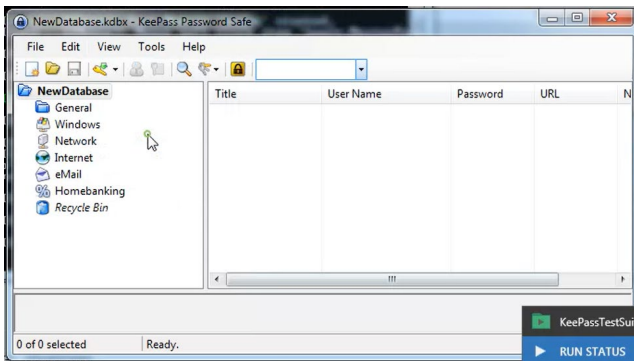 NewDatabase.kdbx - KeePass Password Safe
File Edit View Tools Help
NewDatabase
General
Windows
Network
Internet
eMail
Homebanking
Recycle Bin
Title User Name Password URL N
0 of 0 selected Ready.
KeePassTestSui
RUN STATUS